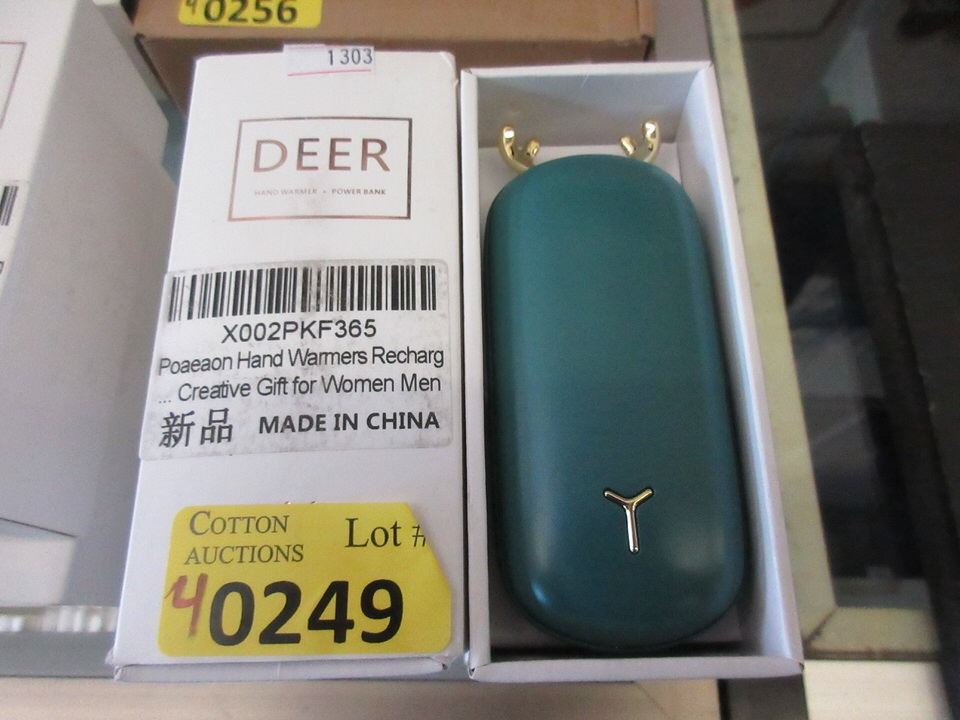 40256
1303
DEER
HAND WARMER • POWER BANK
X002PKF365
Poaeaon Hand Warmers Recharg
... Creative Gift for Women Men
新品 MADE IN CHINA
COTTON
AUCTIONS
Lot #
40249